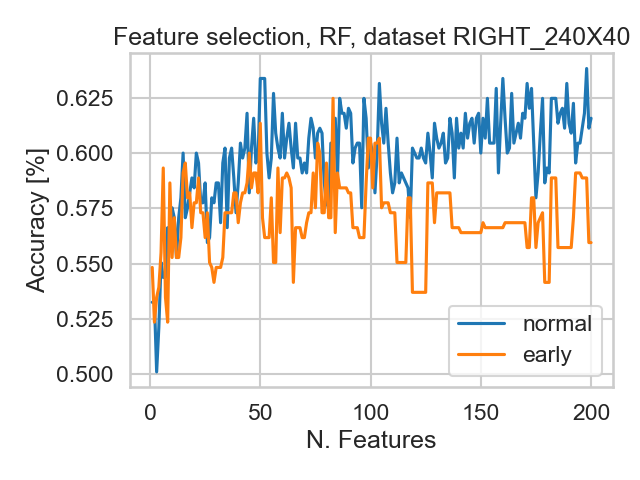 Feature selection, RF, dataset RIGHT_240X40
Accuracy [%]
0.625
0.600
0.575
0.550
0.525
0.500
0 50 100 150 200
N. Features
normal
early